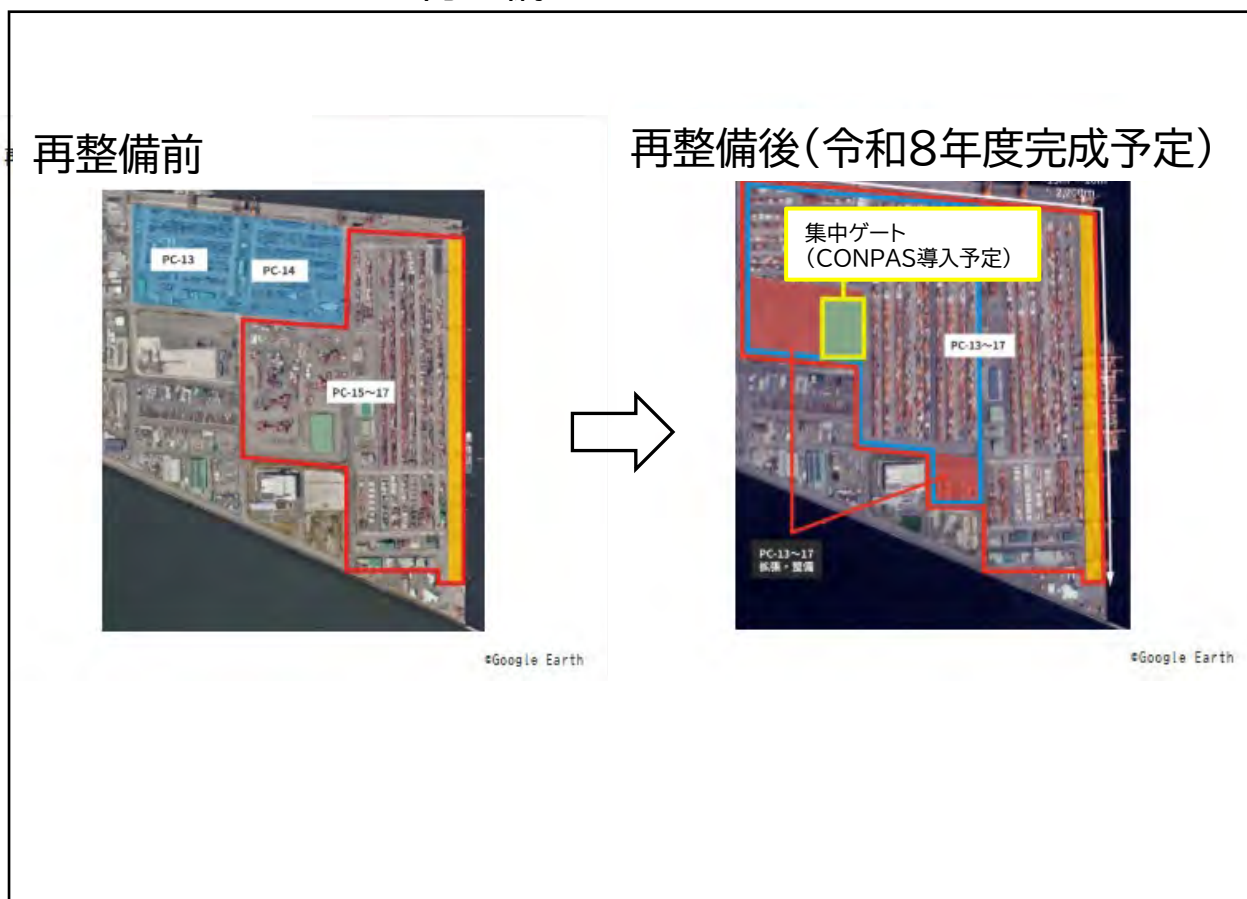 再整備前
PC-13
PC-14
PC-15～17
©Google Earth
再整備後(令和8年度完成予定)
2,200m
集中ゲート
(CONPAS導入予定)
PC-13～17
PC-13～17
拡張・整備
©Google Earth